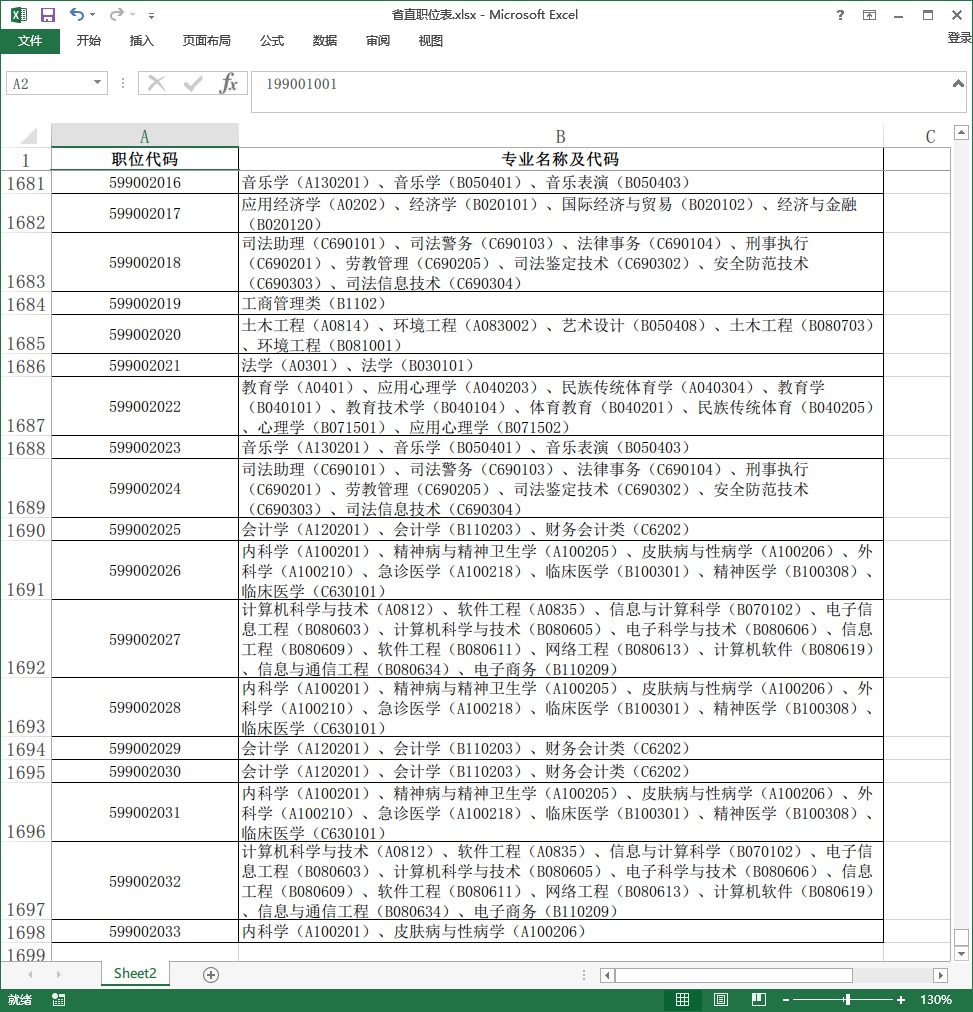 省直职位表.xlsx - Microsoft Excel
?
文件 开始 插入 页面布局 公式 数据 审阅 视图 登录
A2 fx 199001001
A B C
1 职位代码 专业名称及代码
1681 599002016 音乐学（A130201）、音乐学（B050401）、音乐表演（B050403）
应用经济学（A0202）、经济学（B020101）、国际经济与贸易（B020102）、经济与金融
1682 599002017 （B020120）
司法助理（C690101）、司法警务（C690103）、法律事务（C690104）、刑事执行
599002018 （C690201）、劳教管理（C690205）、司法鉴定技术（C690302）、安全防范技术
1683 （C690303）、司法信息技术（C690304）
1684 599002019 工商管理类（B1102）
土木工程（A0814）、环境工程（A083002）、艺术设计（B050408）、土木工程（B080703）
1685 599002020 、环境工程（B081001）
1686 599002021 法学（A0301）、法学（B030101）
教育学（A0401）、应用心理学（A040203）、民族传统体育学（A040304）、教育学
599002022 （B040101）、教育技术学（B040104）、体育教育（B040201）、民族传统体育（B040205）
1687 、心理学（B071501）、应用心理学（B071502）
1688 599002023 音乐学（A130201）、音乐学（B050401）、音乐表演（B050403）
司法助理（C690101）、司法警务（C690103）、法律事务（C690104）、刑事执行
599002024 （C690201）、劳教管理（C690205）、司法鉴定技术（C690302）、安全防范技术
1689 （C690303）、司法信息技术（C690304）
1690 599002025 会计学（A120201）、会计学（B110203）、财务会计类（C6202）
内科学（A100201）、精神病与精神卫生学（A100205）、皮肤病与性病学（A100206）、外
599002026 科学（A100210）、急诊医学（A100218）、临床医学（B100301）、精神医学（B100308）、
1691 临床医学（C630101）
计算机科学与技术（A0812）、软件工程（A0835）、信息与计算科学（B070102）、电子信
599002027 息工程（B080603）、计算机科学与技术（B080605）、电子科学与技术（B080606）、信息
工程（B080609）、软件工程（B080611）、网络工程（B080613）、计算机软件（B080619）
1692 、信息与通信工程（B080634）、电子商务（B110209）
内科学（A100201）、精神病与精神卫生学（A100205）、皮肤病与性病学（A100206）、外
599002028 科学（A100210）、急诊医学（A100218）、临床医学（B100301）、精神医学（B100308）、
1693 临床医学（C630101）
1694 599002029 会计学（A120201）、会计学（B110203）、财务会计类（C6202）
1695 599002030 会计学（A120201）、会计学（B110203）、财务会计类（C6202）
内科学（A100201）、精神病与精神卫生学（A100205）、皮肤病与性病学（A100206）、外
599002031 科学（A100210）、急诊医学（A100218）、临床医学（B100301）、精神医学（B100308）、
1696 临床医学（C630101）
计算机科学与技术（A0812）、软件工程（A0835）、信息与计算科学（B070102）、电子信
599002032 息工程（B080603）、计算机科学与技术（B080605）、电子科学与技术（B080606）、信息
工程（B080609）、软件工程（B080611）、网络工程（B080613）、计算机软件（B080619）
1697 、信息与通信工程（B080634）、电子商务（B110209）
1698 599002033 内科学（A100201）、皮肤病与性病学（A100206）
1699
Sheet2
就绪 130%